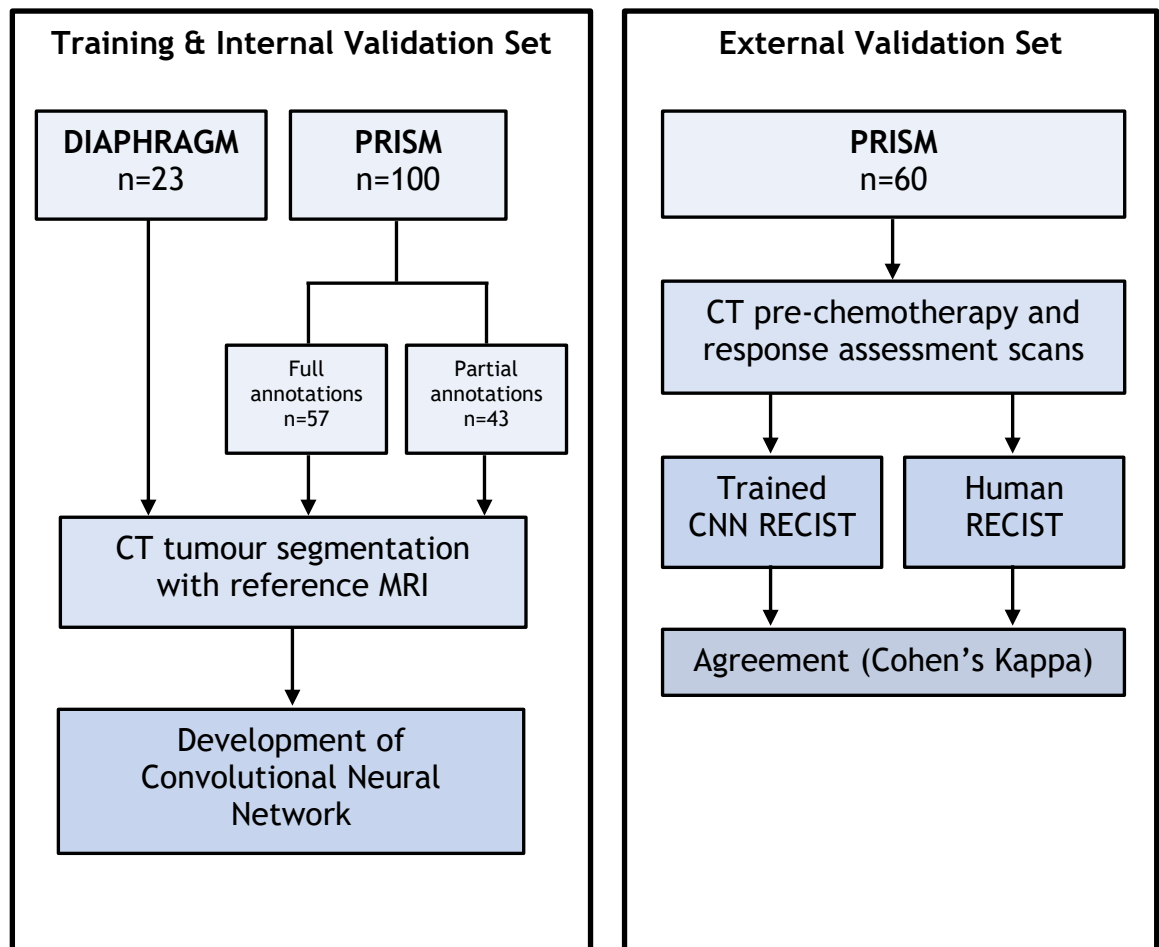 Training & Internal Validation Set
DIAPHRAGM
n=23
PRISM
n=100
Full
annotations
n=57
Partial
annotations
n=43
CT tumour segmentation
with reference MRI
Development of
Convolutional Neural
Network
External Validation Set
PRISM
n=60
CT pre-chemotherapy and
response assessment scans
Trained
CNN RECIST
Human
RECIST
Agreement (Cohen’s Kappa)